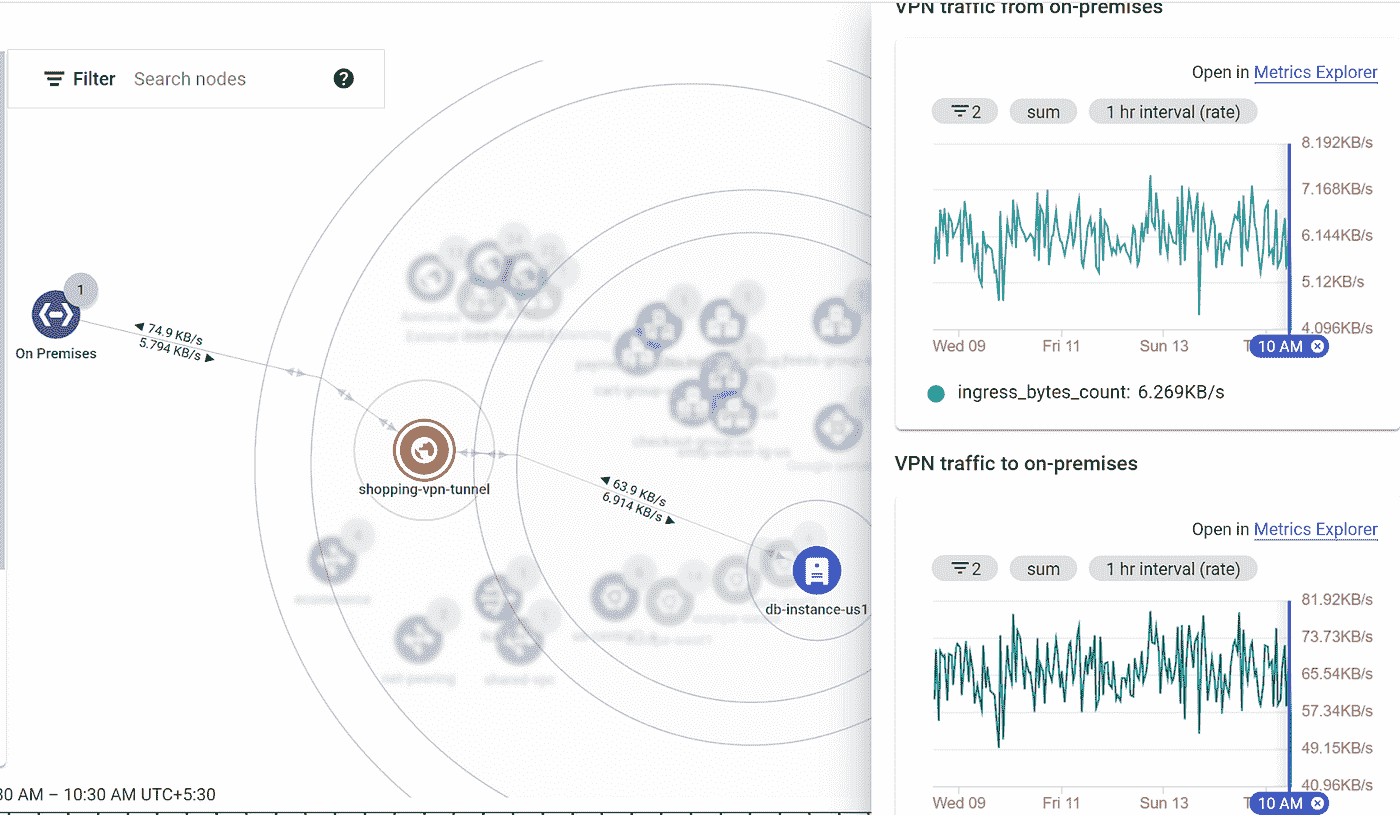 Filter Search nodes
1
On Premises
74.9 KB/s
5.794 KB/s
shopping-vpn-tunnel
63.9 KB/s
6.914 KB/s
db-instance-us1
ecommerce
30 AM – 10:30 AM UTC+5:30
VPN traffic from on-premises
Open in Metrics Explorer
2 sum 1 hr interval (rate)
8.192KB/s
7.168KB/s
6.144KB/s
5.12KB/s
4.096KB/s
Wed 09 Fri 11 Sun 13 T 10 AM
ingress_bytes_count: 6.269KB/s
VPN traffic to on-premises
Open in Metrics Explorer
2 sum 1 hr interval (rate)
81.92KB/s
73.73KB/s
65.54KB/s
57.34KB/s
49.15KB/s
40.96KB/s
Wed 09 Fri 11 Sun 13 T 10 AM